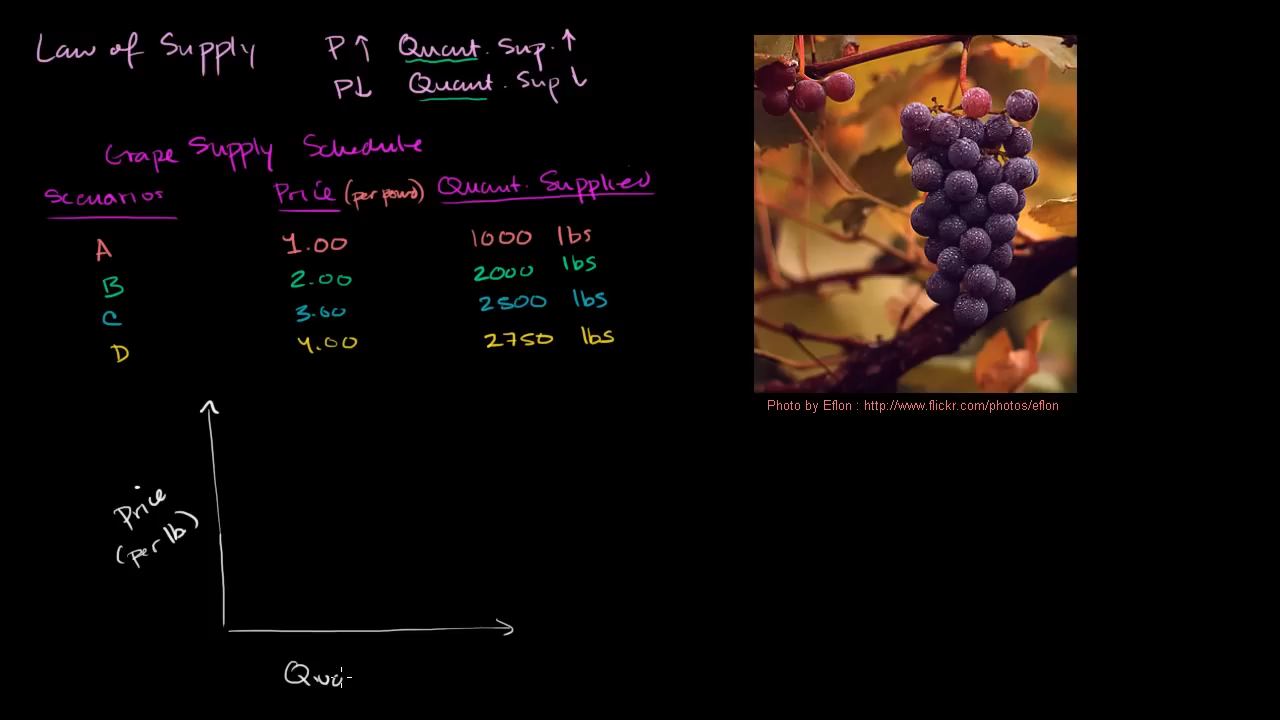 Law of Supply P↑ Quant. Sup. ↑
P↓ Quant. Sup ↓
Grape Supply Schedule
Scenarios Price (per pound) Quant. Supplied
A 1.00 1000 lbs
B 2.00 2000 lbs
C 3.00 2500 lbs
D 4.00 2750 lbs
Photo by Eflon : http://www.flickr.com/photos/eflon
Price
(per lb)
Qua